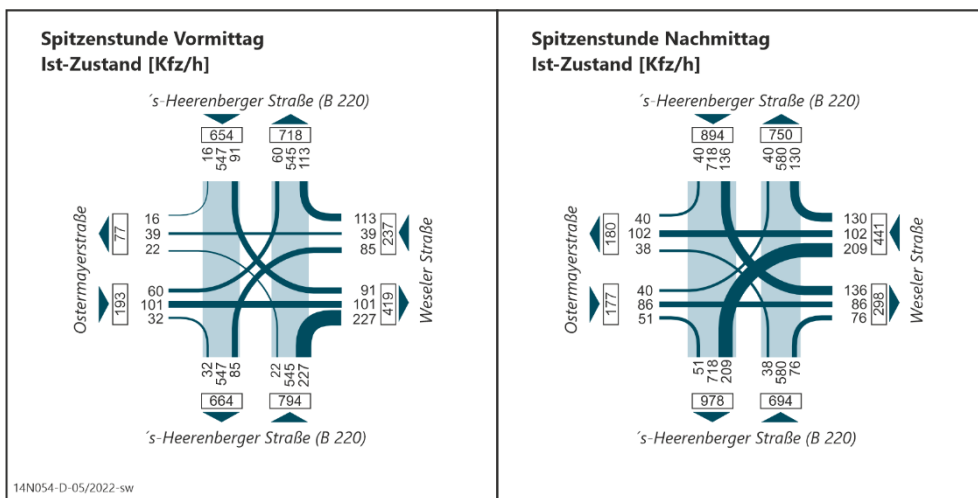 Spitzenstunde Vormittag
Ist-Zustand [Kfz/h]
´s-Heerenberger Straße (B 220)
654 718
16 547 91 60 545 113
Ostermayerstraße
77
16
39
22
193
60
101
32
113
39
85
237
91
101
227
419
Weseler Straße
32 547 85 22 545 227
664 794
´s-Heerenberger Straße (B 220)
14N054-D-05/2022-sw
Spitzenstunde Nachmittag
Ist-Zustand [Kfz/h]
´s-Heerenberger Straße (B 220)
894 750
40 718 136 40 580 130
Ostermayerstraße
180
40
102
38
177
40
86
51
130
102
209
441
136
86
76
298
Weseler Straße
51 718 209 38 580 76
978 694
´s-Heerenberger Straße (B 220)